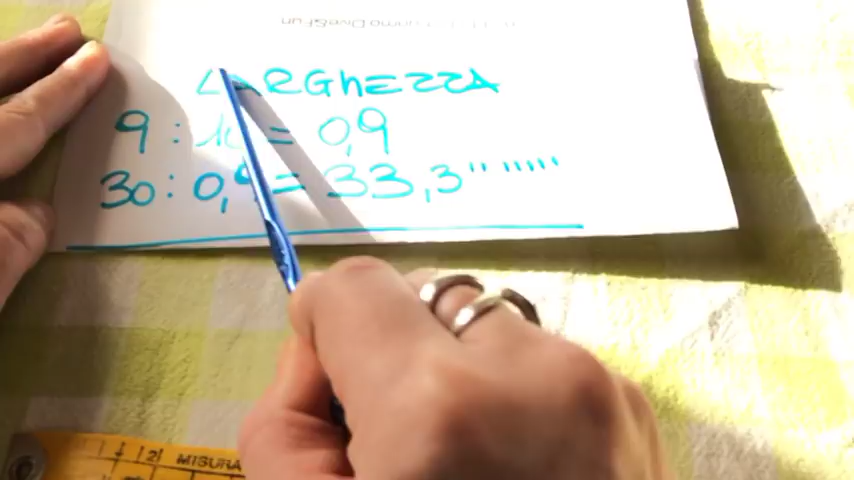 LARGhEZZA
9 : 10 = 0,9
30 : 0,9 = 33,3
MISURA